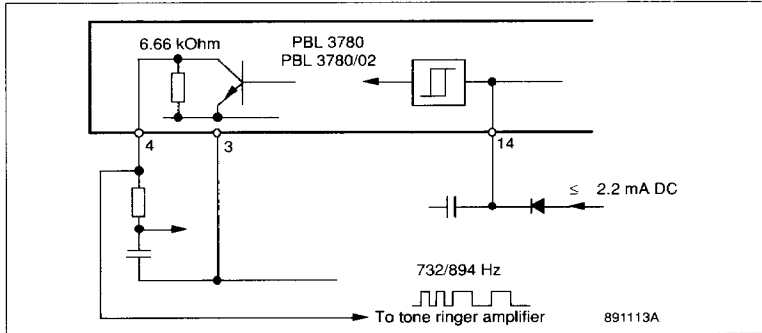 6.66 kOhm
PBL 3780
PBL 3780/02
4
3
14
≤ 2.2 mA DC
732/894 Hz
To tone ringer amplifier
891113A